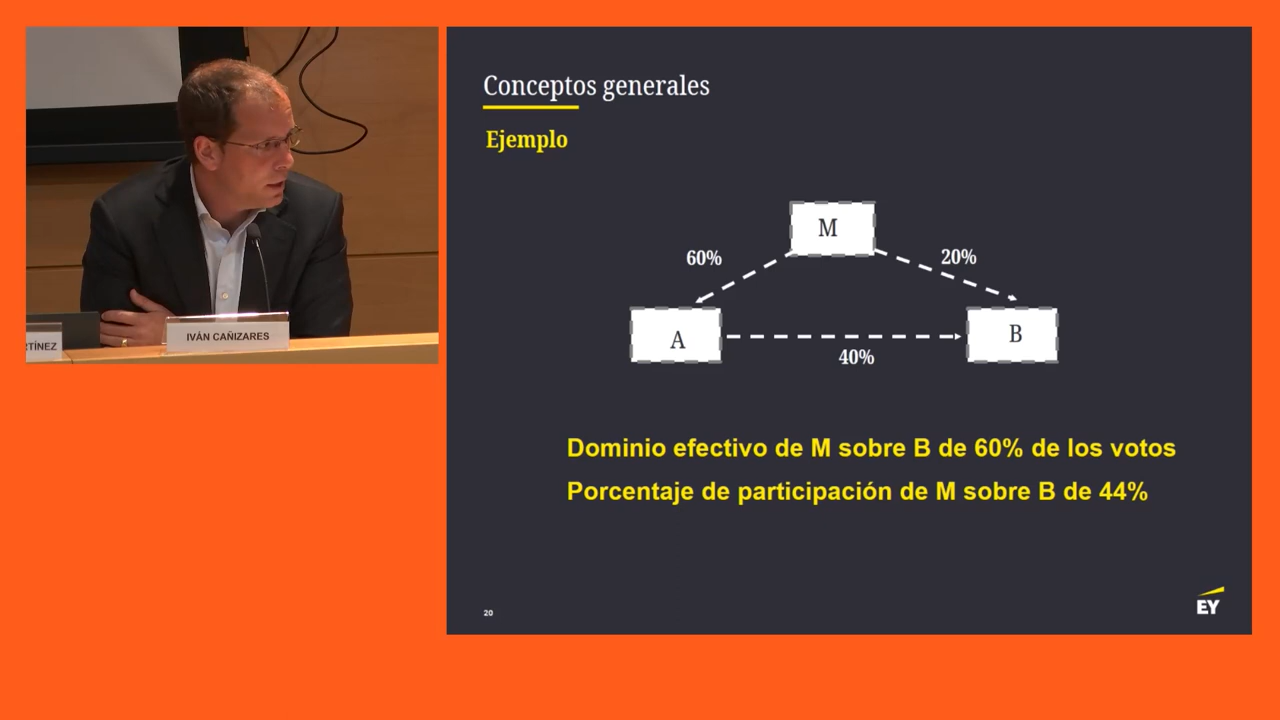 Conceptos generales
Ejemplo
M
60%
20%
A
B
40%
Dominio efectivo de M sobre B de 60% de los votos
Porcentaje de participación de M sobre B de 44%
20
EY
RTÍNEZ
IVÁN CAÑIZARES